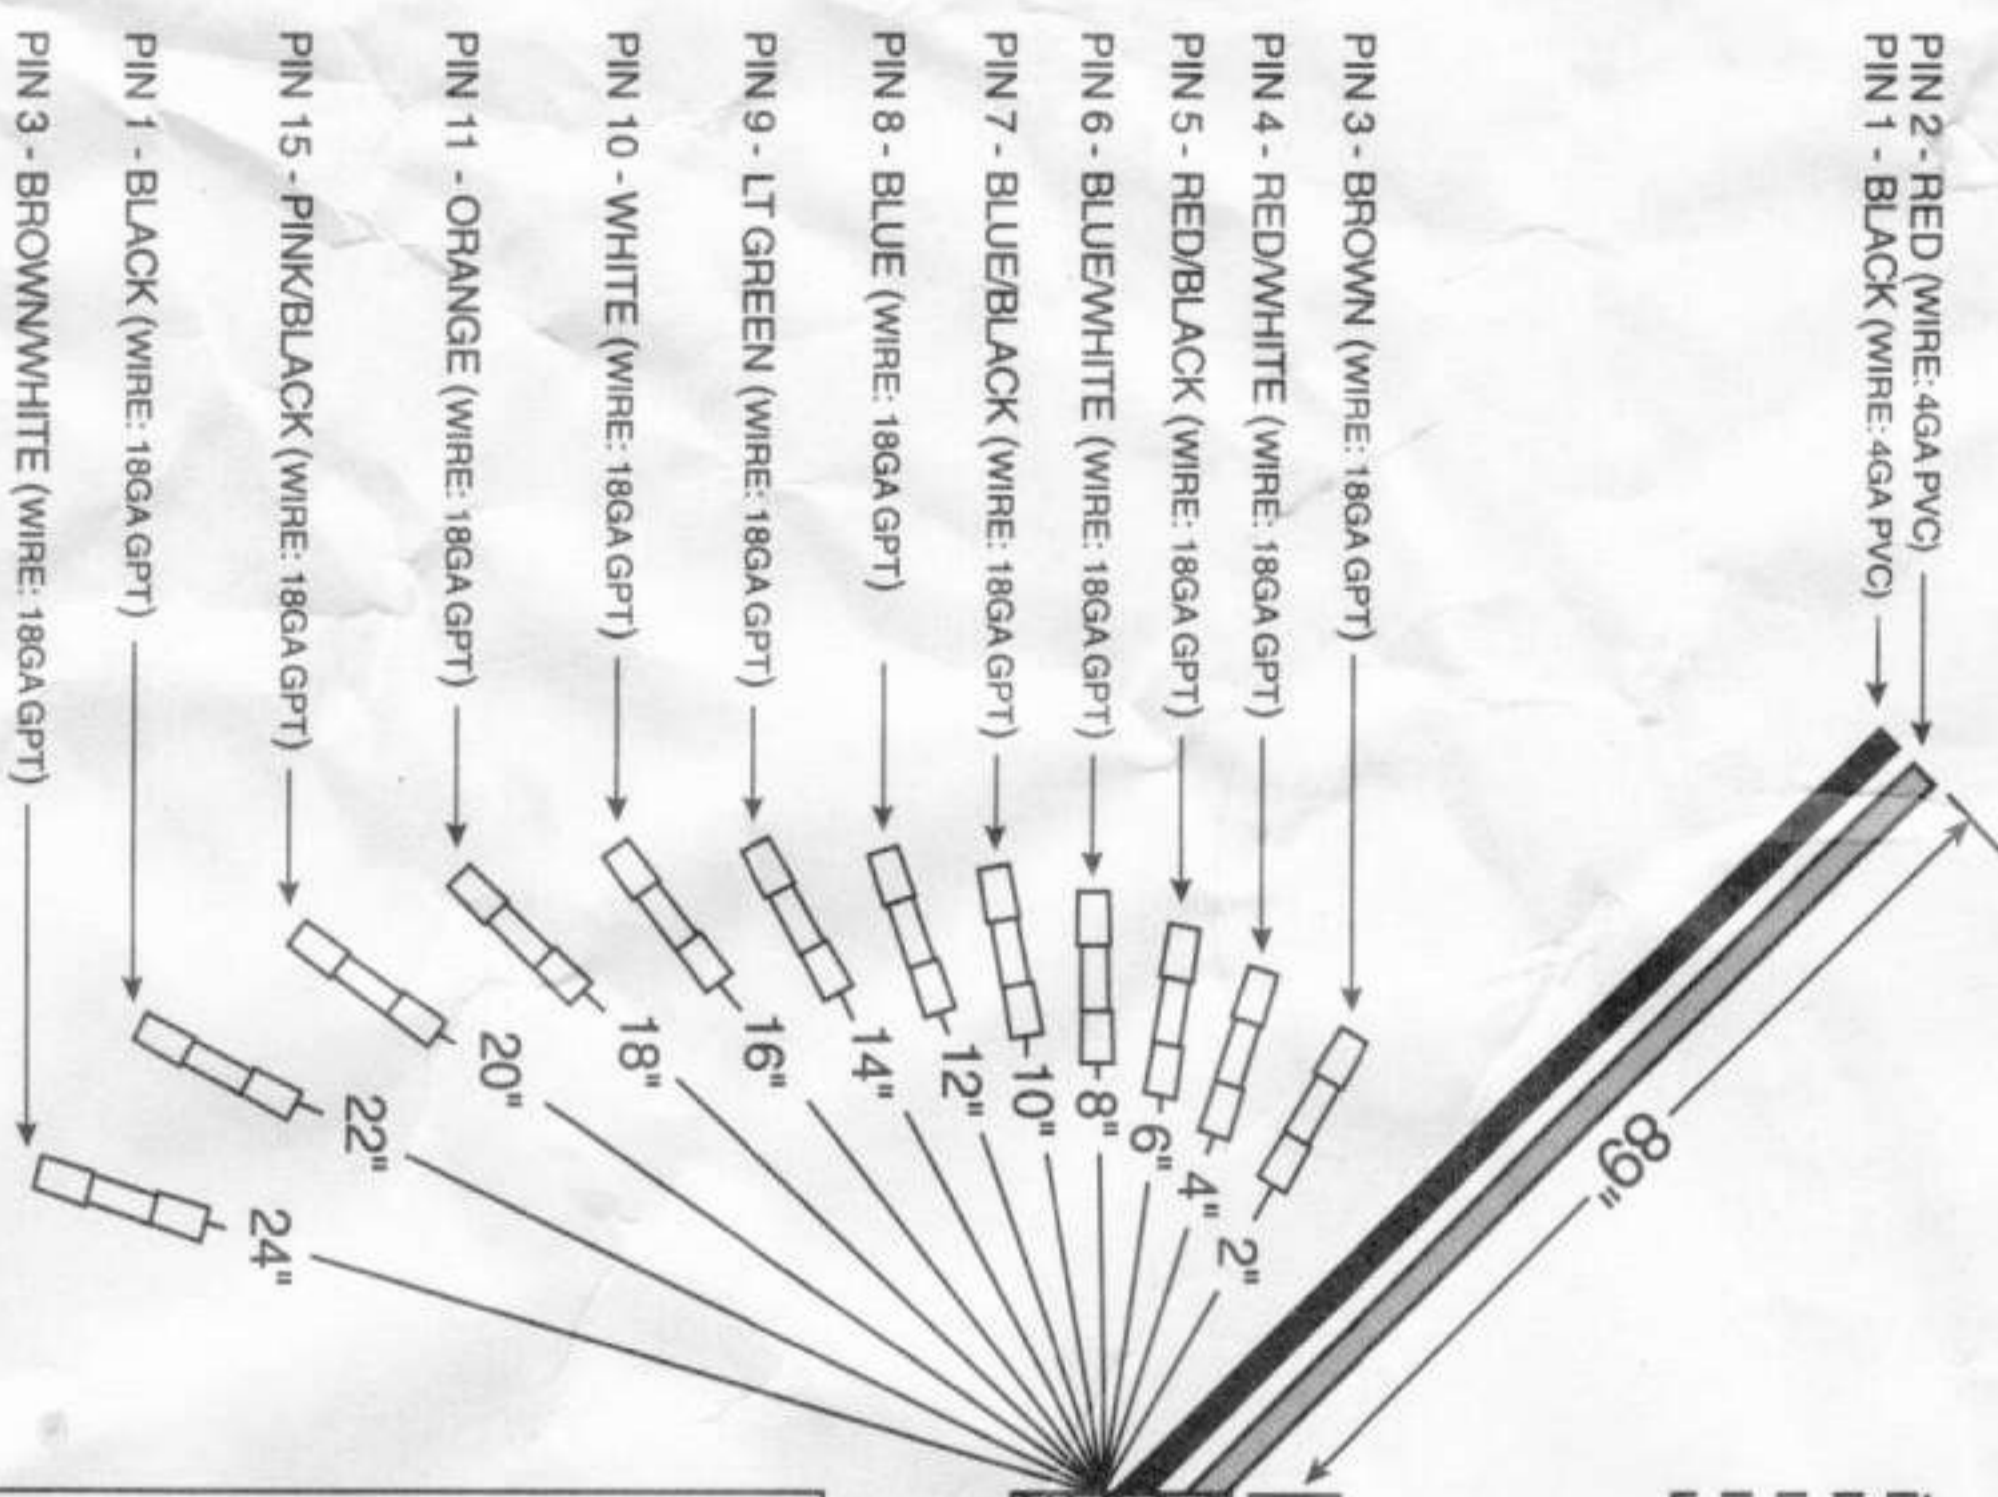 PIN 2 - RED (WIRE: 4GA PVC)
PIN 1 - BLACK (WIRE: 4GA PVC)
PIN 3 - BROWN (WIRE: 18GA GPT)
PIN 4 - RED/WHITE (WIRE: 18GA GPT)
PIN 5 - RED/BLACK (WIRE: 18GA GPT)
PIN 6 - BLUE/WHITE (WIRE: 18GA GPT)
PIN 7 - BLUE/BLACK (WIRE: 18GA GPT)
PIN 8 - BLUE (WIRE: 18GA GPT)
PIN 9 - LT GREEN (WIRE: 18GA GPT)
PIN 10 - WHITE (WIRE: 18GA GPT)
PIN 11 - ORANGE (WIRE: 18GA GPT)
PIN 15 - PINK/BLACK (WIRE: 18GA GPT)
PIN 1 - BLACK (WIRE: 18GA GPT)
PIN 3 - BROWN/WHITE (WIRE: 18GA GPT)
89"
2"
4"
6"
8"
10"
12"
14"
16"
18"
20"
22"
24"